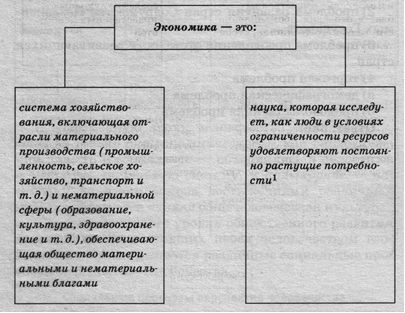 Экономика — это:
система хозяйство-
вания, включающая от-
расли материального
производства (промыш-
ленность, сельское хо-
зяйство, транспорт и
т. д.) и нематериальной
сферы (образование,
культура, здравоохране-
ние и т. д.), обеспечиваю-
щая общество матери-
альными и нематериаль-
ными благами
наука, которая исследу-
ет, как люди в условиях
ограниченности ресурсов
удовлетворяют постоян-
но растущие потребно-
сти¹